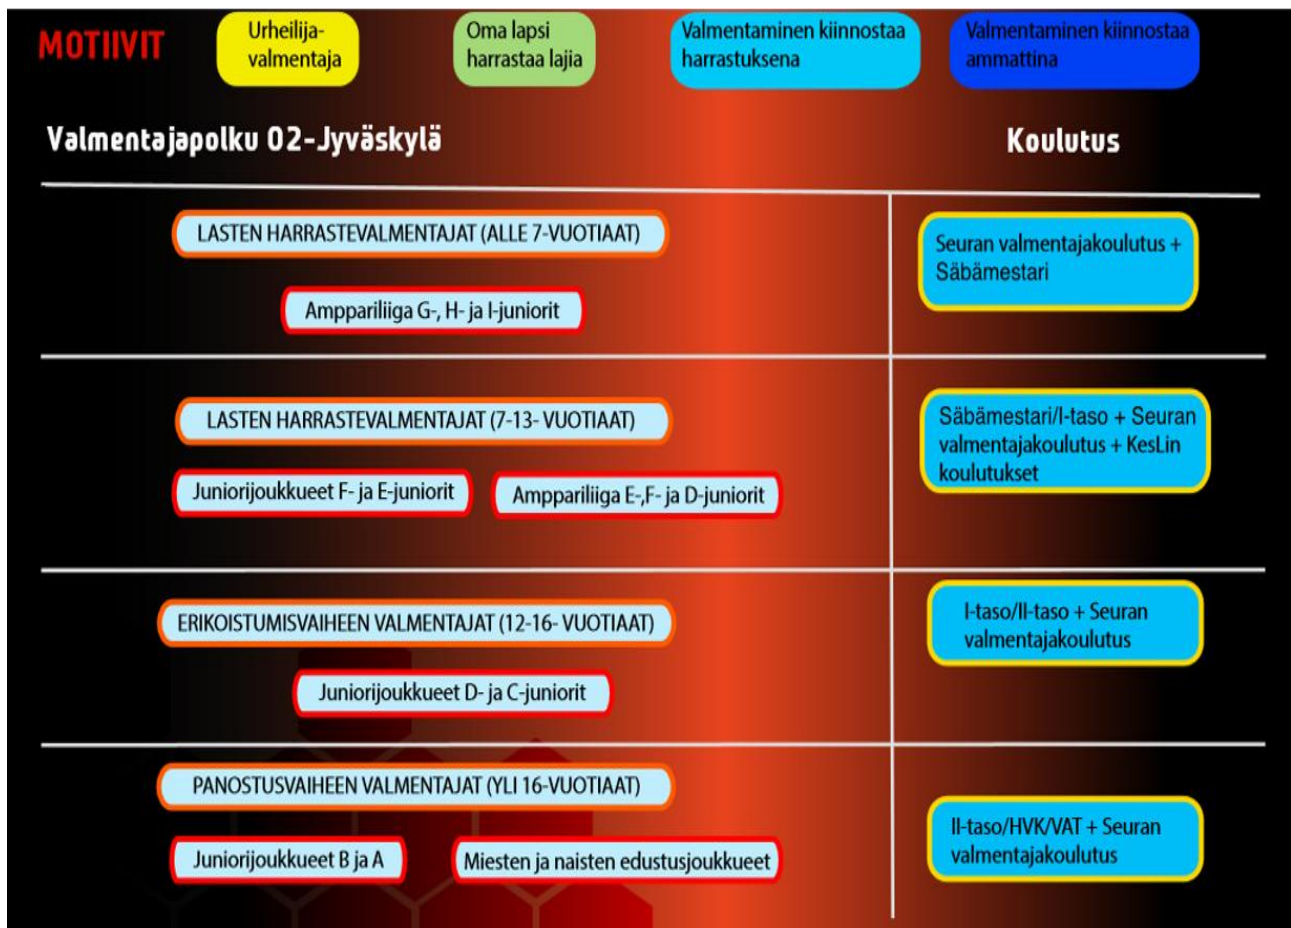 MOTIIVIT
Urheilija-
valmentaja
Oma lapsi
harrastaa lajia
Valmentaminen kiinnostaa
harrastuksena
Valmentaminen kiinnostaa
ammattina
Valmentajapolku O2-Jyväskylä
Koulutus
LASTEN HARRASTEVALMENTAJAT (ALLE 7-VUOTIAAT)
Amppariliiga G-, H- ja I-juniorit
Seuran valmentajakoulutus +
Säbämestari
LASTEN HARRASTEVALMENTAJAT (7-13- VUOTIAAT)
Juniorijoukkueet F- ja E-juniorit
Amppariliiga E-,F- ja D-juniorit
Säbämestari/I-taso + Seuran
valmentajakoulutus + KesLin
koulutukset
ERIKOISTUMISVAIHEEN VALMENTAJAT (12-16- VUOTIAAT)
Juniorijoukkueet D- ja C-juniorit
I-taso/II-taso + Seuran
valmentajakoulutus
PANOSTUSVAIHEEN VALMENTAJAT (YLI 16-VUOTIAAT)
Juniorijoukkueet B ja A
Miesten ja naisten edustusjoukkueet
II-taso/HVK/VAT + Seuran
valmentajakoulutus